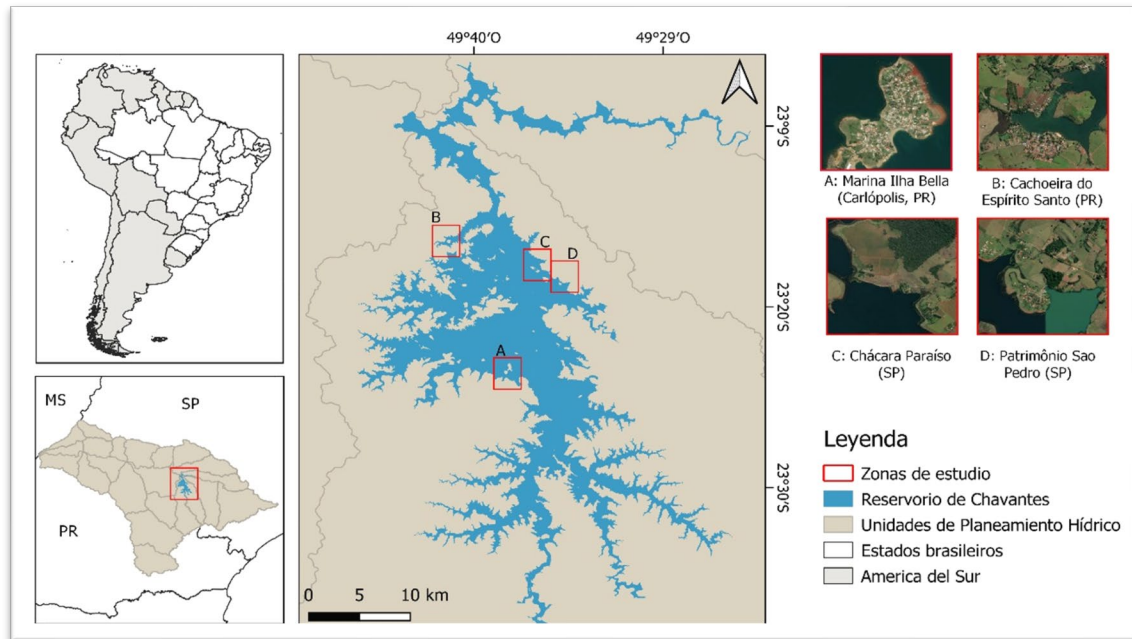 49°40'O
49°29'O
23°9'S
23°20'S
23°30'S
B
C
D
A
0 5 10 km
MS
SP
PR
A: Marina Ilha Bella
(Carlópolis, PR)
B: Cachoeira do
Espírito Santo (PR)
C: Chácara Paraíso
(SP)
D: Patrimônio Sao
Pedro (SP)
Leyenda
Zonas de estudio
Reservorio de Chavantes
Unidades de Planeamiento Hídrico
Estados brasileiros
America del Sur